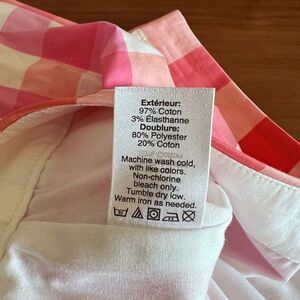 Extérieur:
97% Coton
3% Élasthanne
Doublure:
80% Polyester
20% Coton
Machine wash cold,
with like colors.
Non-chlorine
bleach only.
Tumble dry low.
Warm iron as needed.